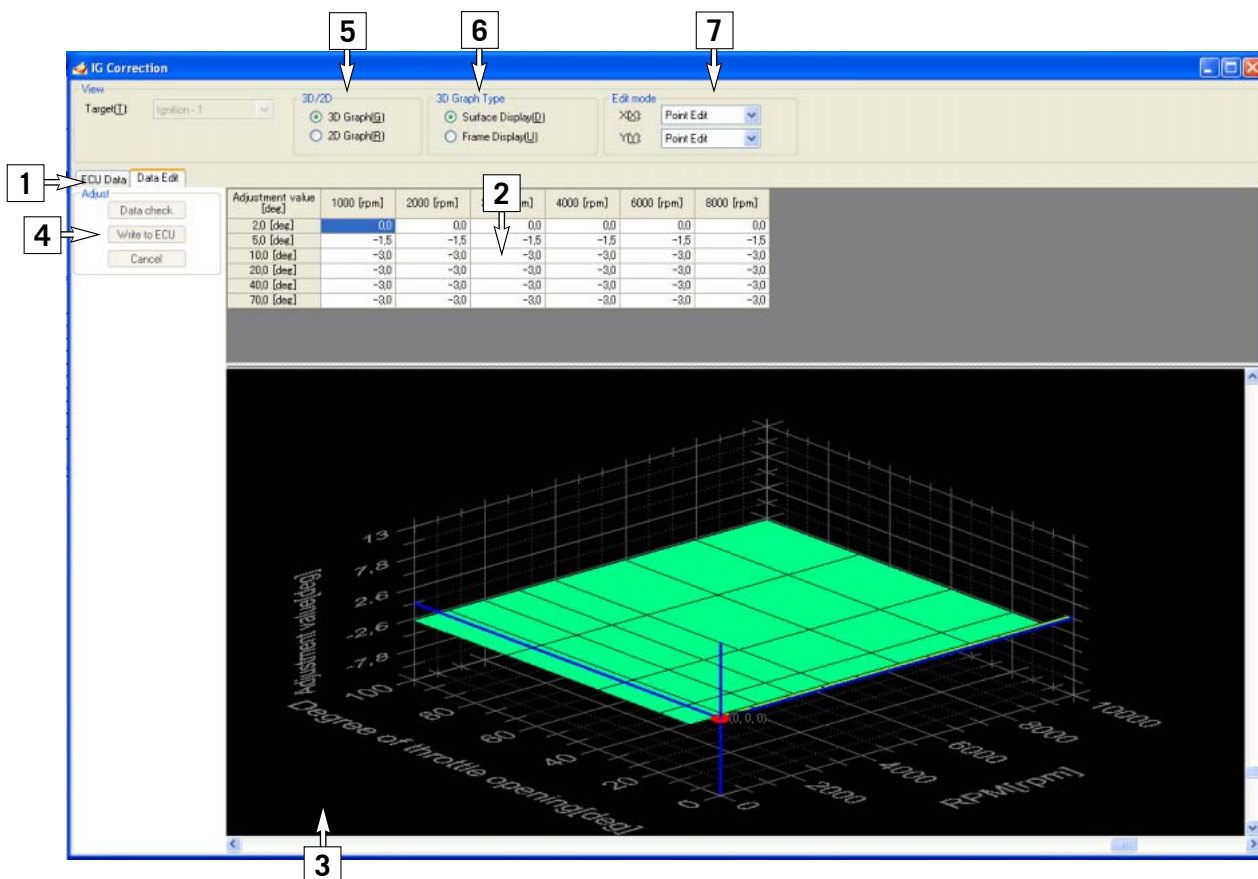 5 6 7
IG Correction
View
Target(T): Ignition - 1
3D/2D
3D Graph(G)
2D Graph(R)
3D Graph Type
Surface Display(D)
Frame Display(U)
Edit mode
X(X): Point Edit
Y(Y): Point Edit
1
ECU Data Data Edit
Adjust
Data check
Write to ECU
Cancel
4
Adjustment value [deg] 1000 [rpm] 2000 [rpm] 2 m] 4000 [rpm] 6000 [rpm] 8000 [rpm]
2,0 [deg] 0,0 0,0 0,0 0,0 0,0 0,0
5,0 [deg] -1,5 -1,5 -1,5 -1,5 -1,5 -1,5
10,0 [deg] -3,0 -3,0 -3,0 -3,0 -3,0 -3,0
20,0 [deg] -3,0 -3,0 -3,0 -3,0 -3,0 -3,0
40,0 [deg] -3,0 -3,0 -3,0 -3,0 -3,0 -3,0
70,0 [deg] -3,0 -3,0 -3,0 -3,0 -3,0 -3,0
Adjustment value[deg]
13
7,8
2,6
-2,6
-7,8
100 80 60 40 20 0
Degree of throttle opening[deg]
(0, 0, 0)
0 2000 4000 6000 8000 10000
RPM[rpm]
3